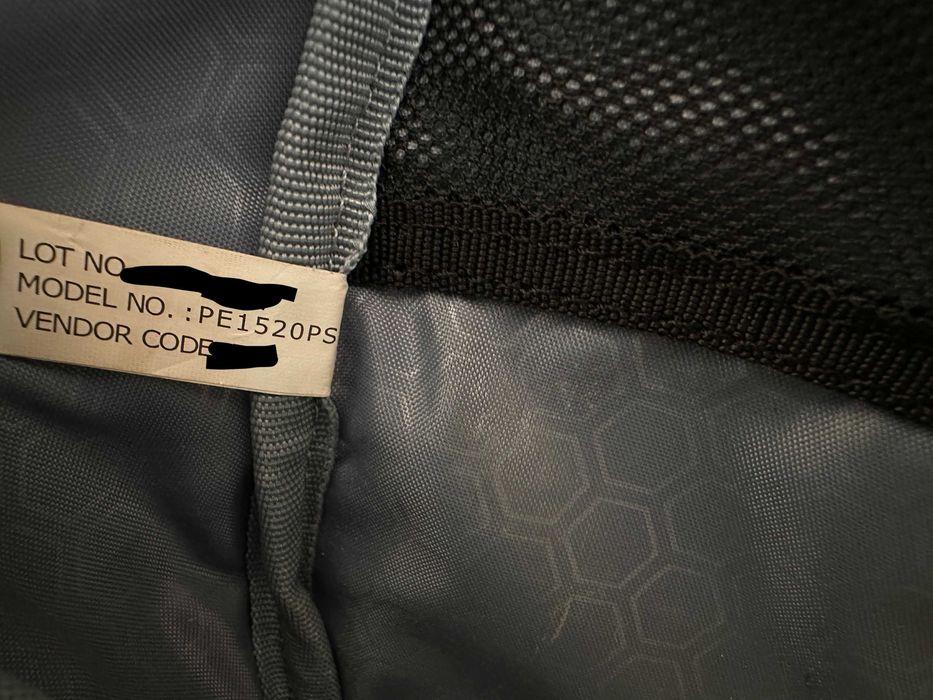 LOT NO
MODEL NO. :PE1520PS
VENDOR CODE